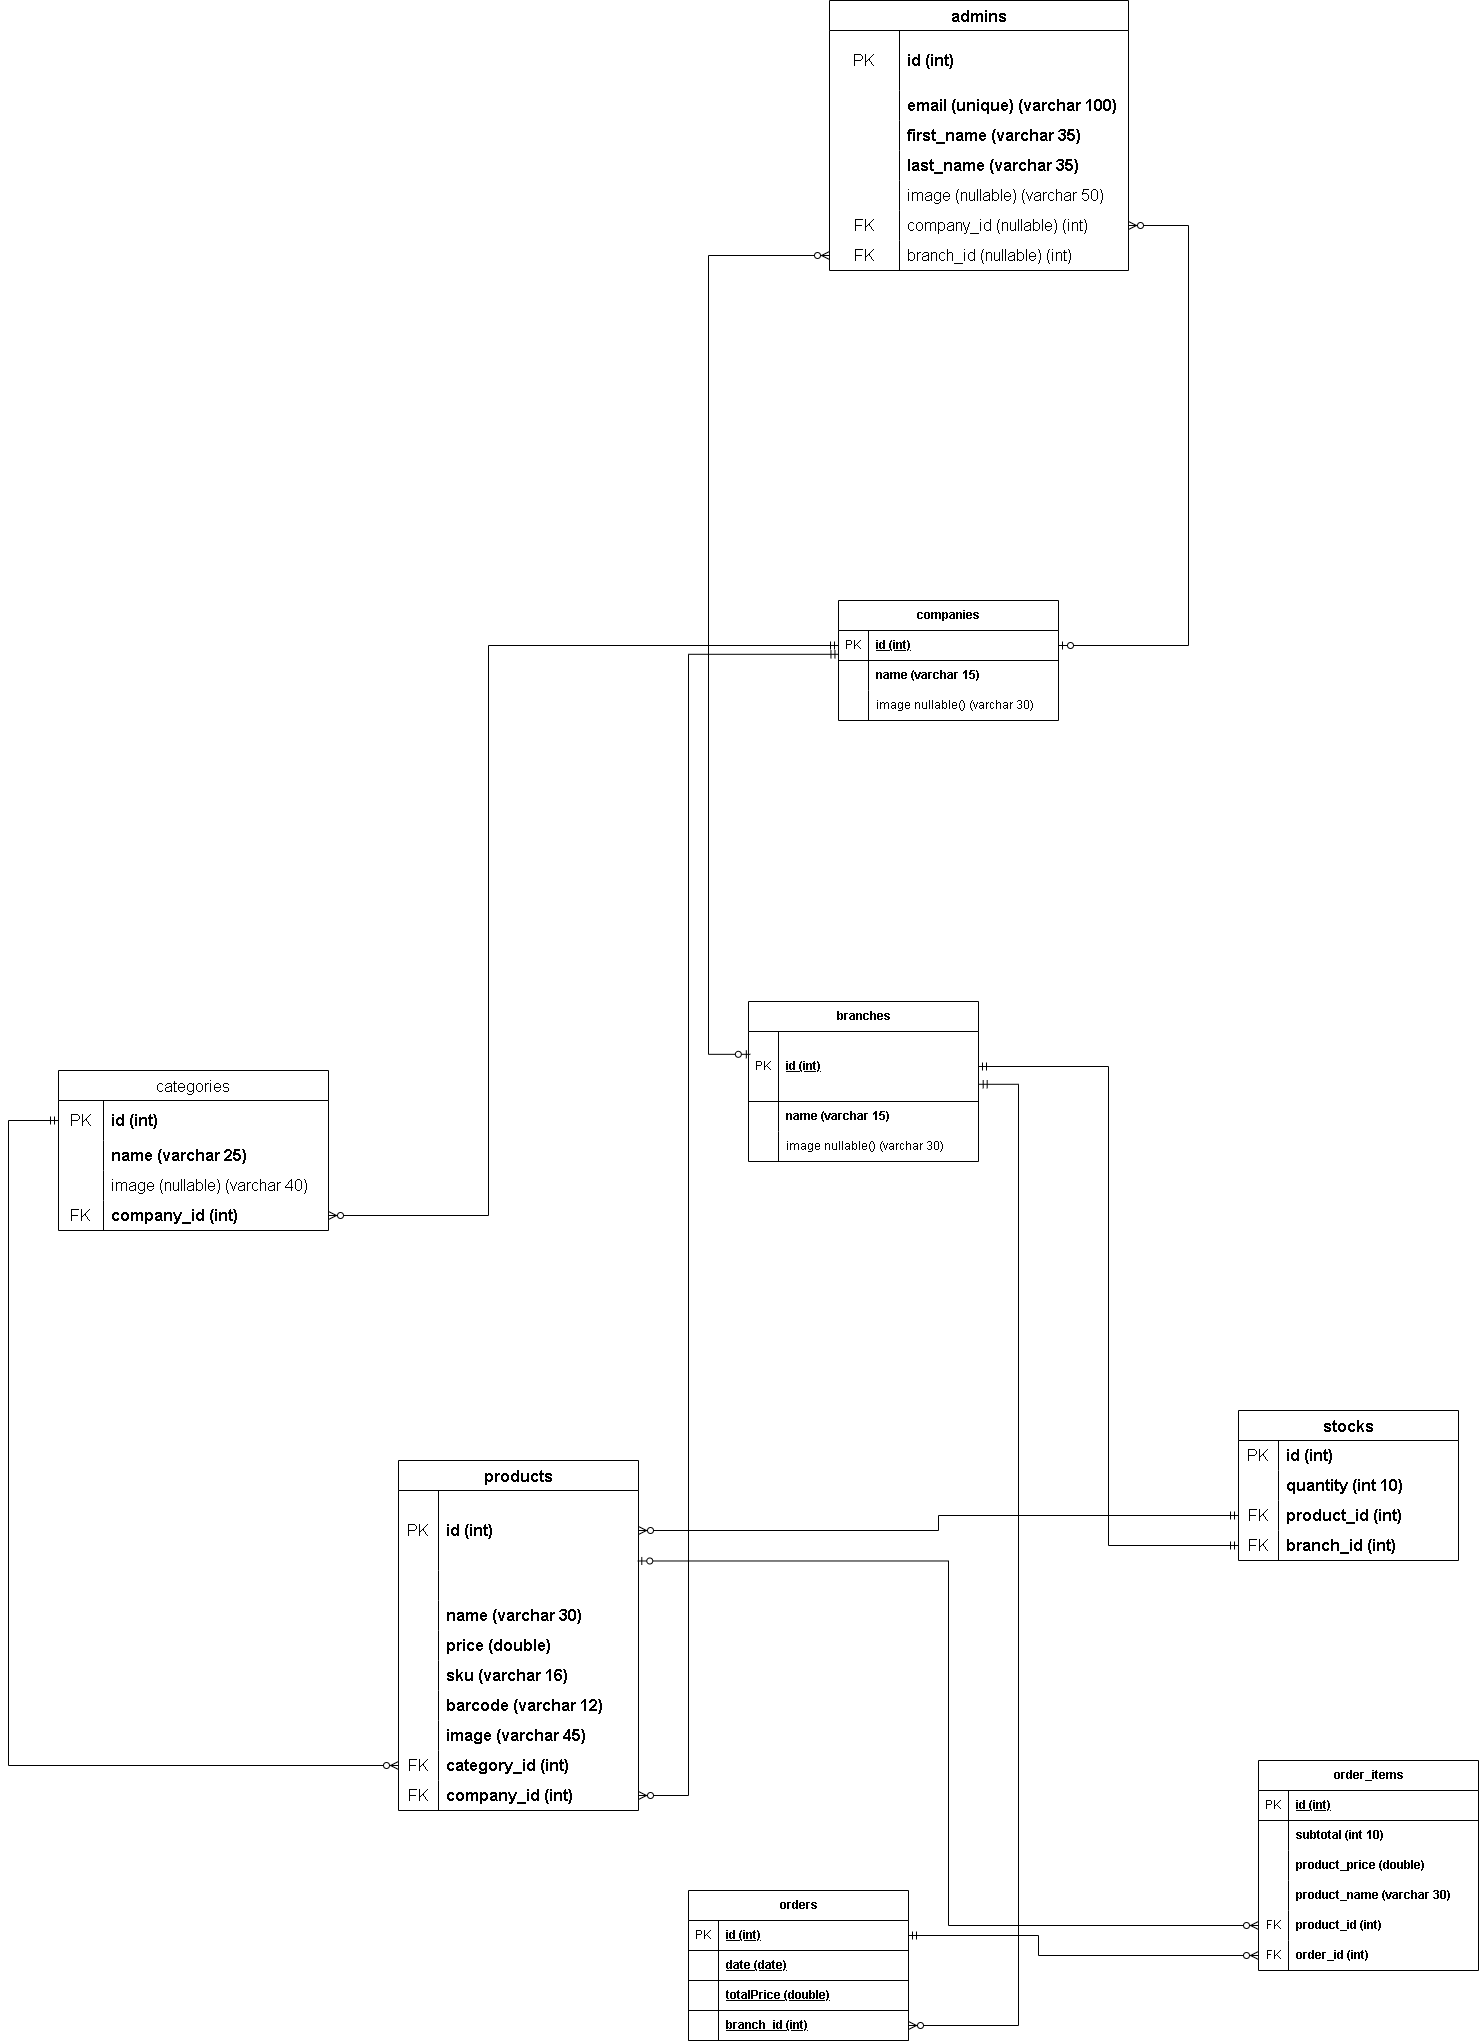 admins
PK id (int)
email (unique) (varchar 100)
first_name (varchar 35)
last_name (varchar 35)
image (nullable) (varchar 50)
FK company_id (nullable) (int)
FK branch_id (nullable) (int)
companies
PK id (int)
name (varchar 15)
image nullable() (varchar 30)
branches
PK id (int)
name (varchar 15)
image nullable() (varchar 30)
categories
PK id (int)
name (varchar 25)
image (nullable) (varchar 40)
FK company_id (int)
stocks
PK id (int)
quantity (int 10)
FK product_id (int)
FK branch_id (int)
products
PK id (int)
name (varchar 30)
price (double)
sku (varchar 16)
barcode (varchar 12)
image (varchar 45)
FK category_id (int)
FK company_id (int)
order_items
PK id (int)
subtotal (int 10)
product_price (double)
product_name (varchar 30)
FK product_id (int)
FK order_id (int)
orders
PK id (int)
date (date)
totalPrice (double)
branch_id (int)